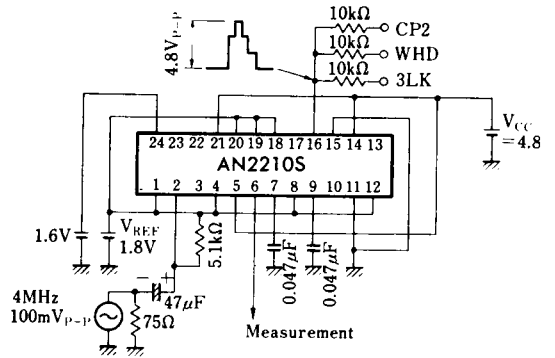 10kΩ CP2
10kΩ WHD
10kΩ 3LK
4.8V_P-P
24 23 22 21 20 19 18 17 16 15 14 13
AN2210S
1 2 3 4 5 6 7 8 9 10 11 12
V_CC
=4.8
1.6V
V_REF
1.8V
5.1kΩ
0.047μF
0.047μF
− +
47μF
4MHz
100mV_P-P
75Ω
Measurement